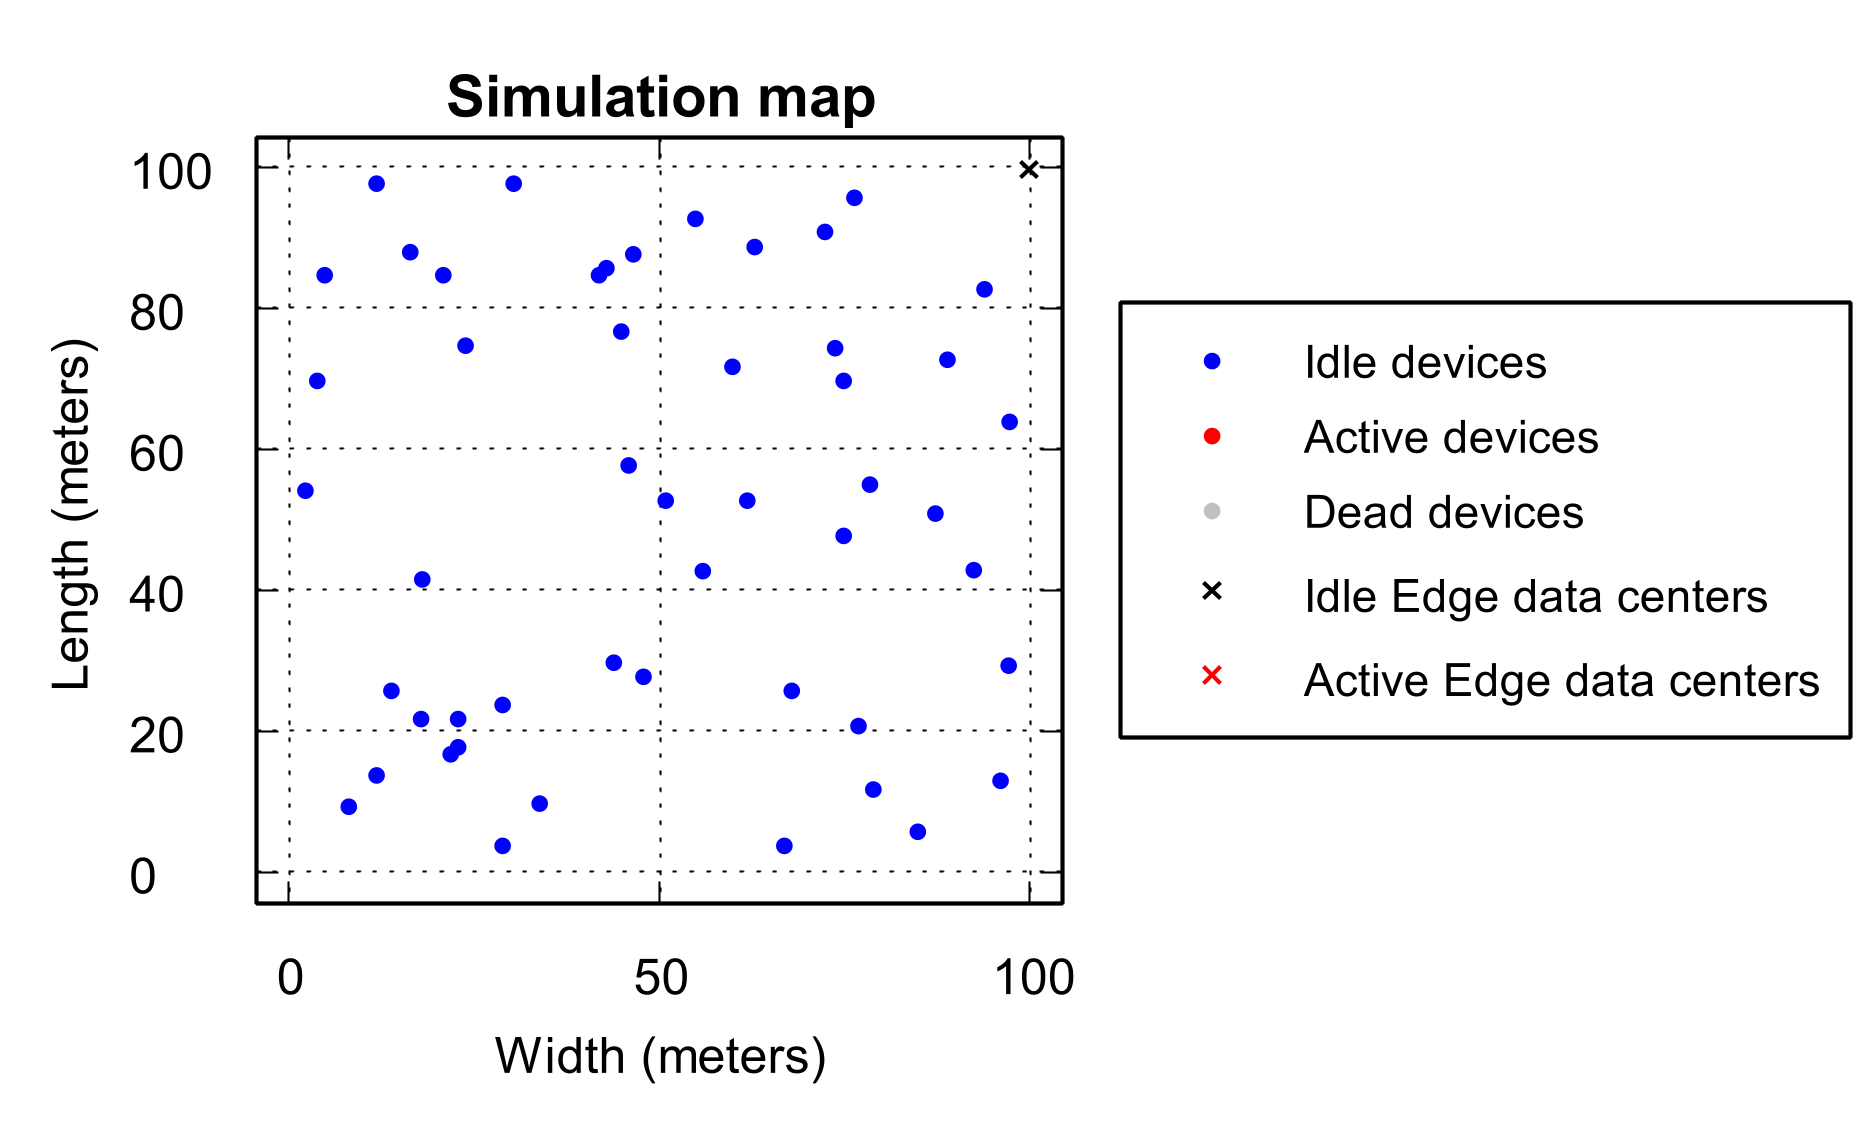 Simulation map
100
80
60
40
20
0
Length (meters)
0 50 100
Width (meters)
Idle devices
Active devices
Dead devices
Idle Edge data centers
Active Edge data centers